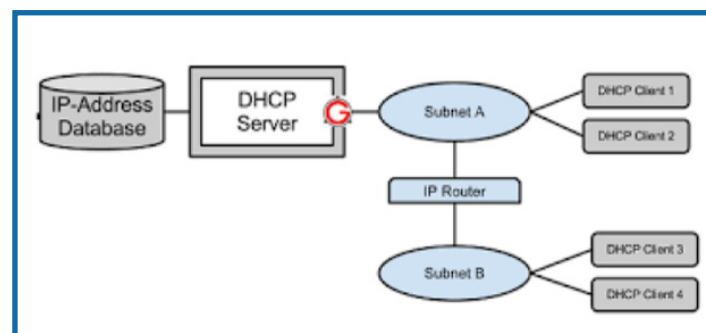 IP-Address
Database
DHCP
Server
G
Subnet A
DHCP Client 1
DHCP Client 2
IP Router
Subnet B
DHCP Client 3
DHCP Client 4